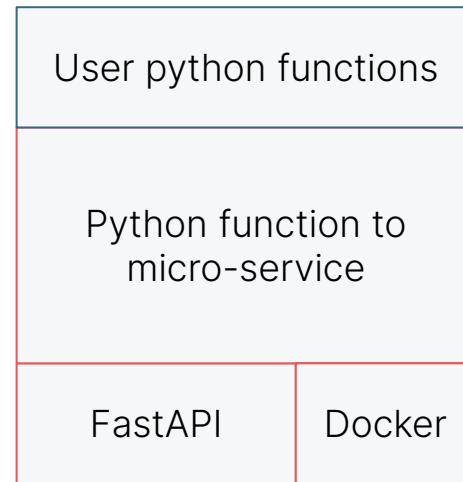 User python functions
Python function to
micro-service
FastAPI
Docker